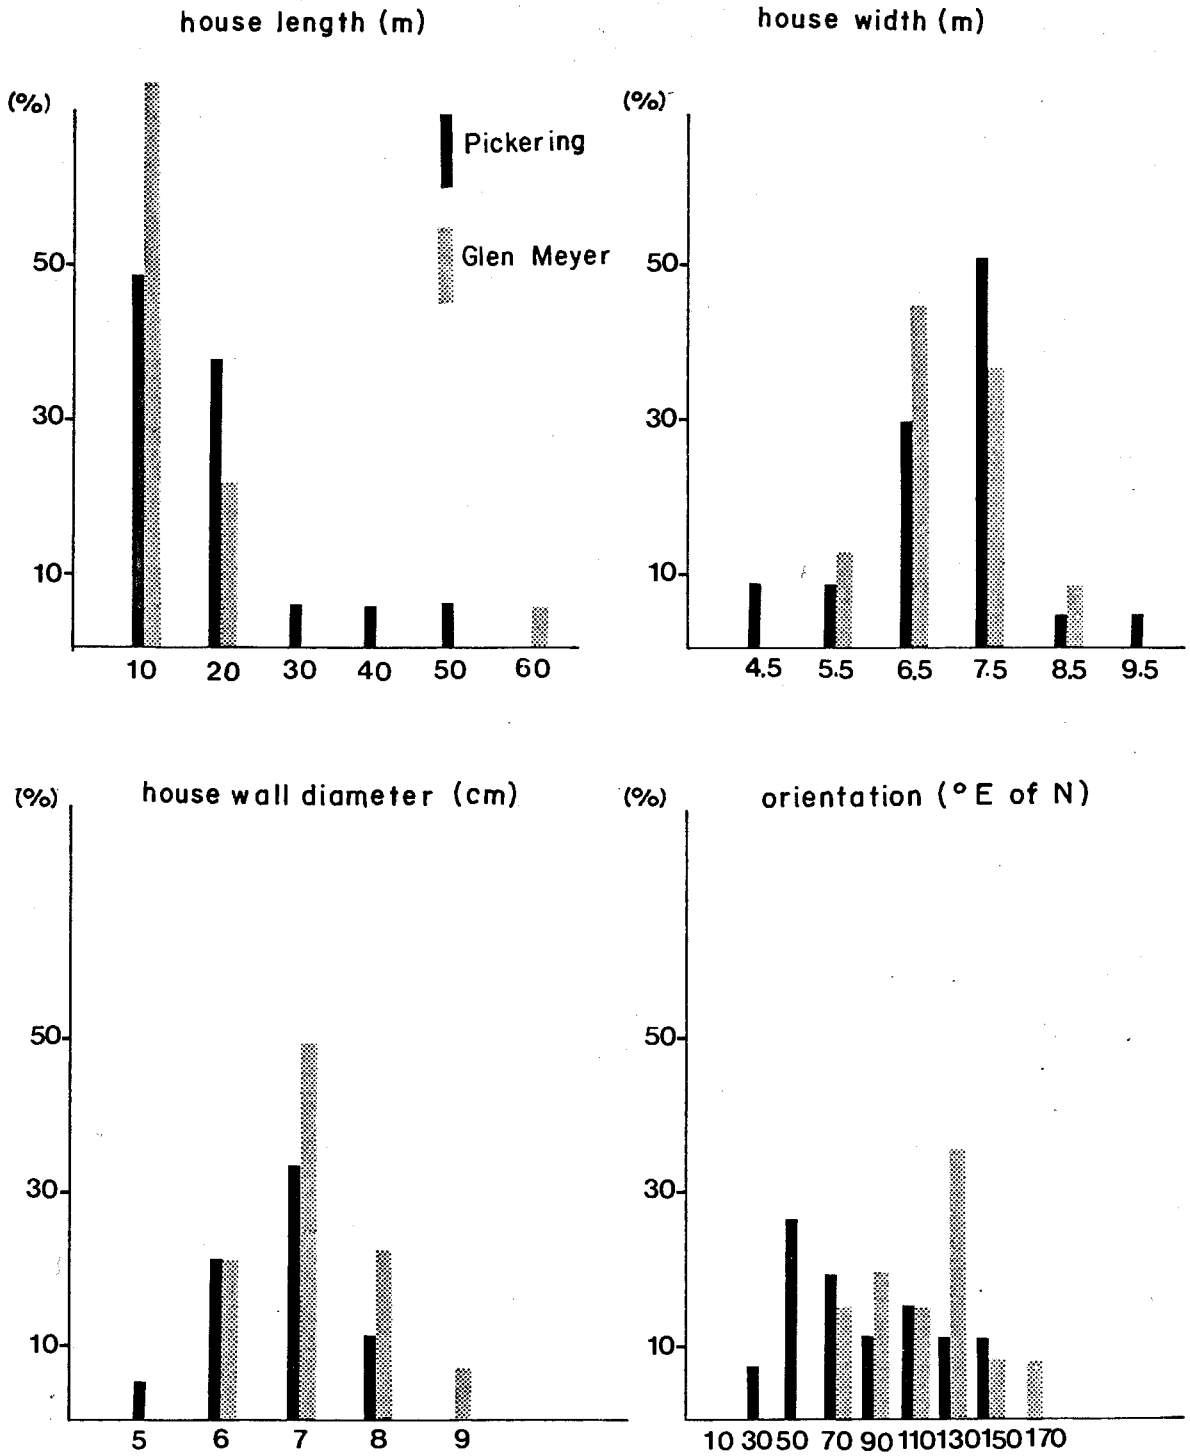 house length (m)
(%)
Pickering
Glen Meyer
50
30
10
10 20 30 40 50 60
house width (m)
(%)
50
30
10
4.5 5.5 6.5 7.5 8.5 9.5
house wall diameter (cm)
(%)
50
30
10
5 6 7 8 9
orientation (°E of N)
(%)
50
30
10
10 30 50 70 90 110 130 150 170